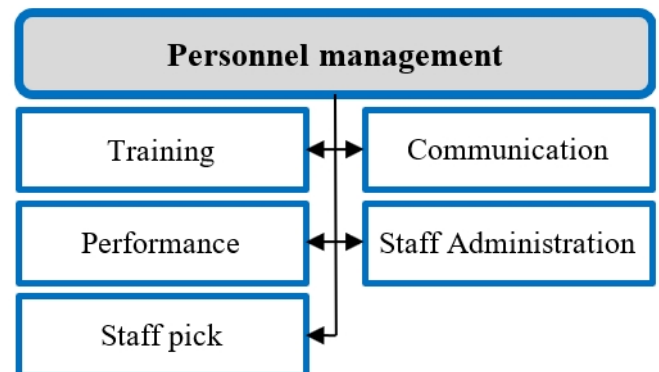 Personnel management
Training
Communication
Performance
Staff Administration
Staff pick